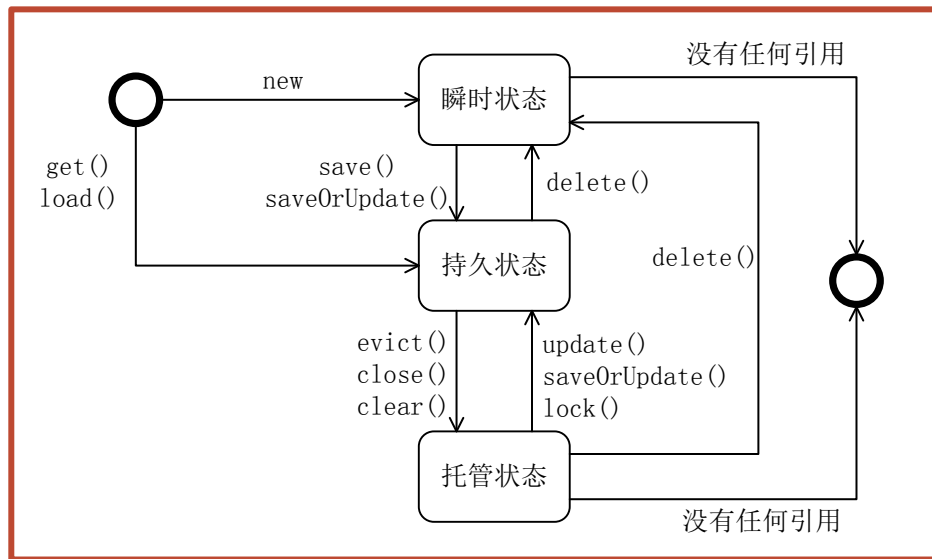 没有任何引用
new
瞬时状态
get()
load()
save()
saveOrUpdate()
delete()
持久状态
delete()
evict()
close()
clear()
update()
saveOrUpdate()
lock()
托管状态
没有任何引用